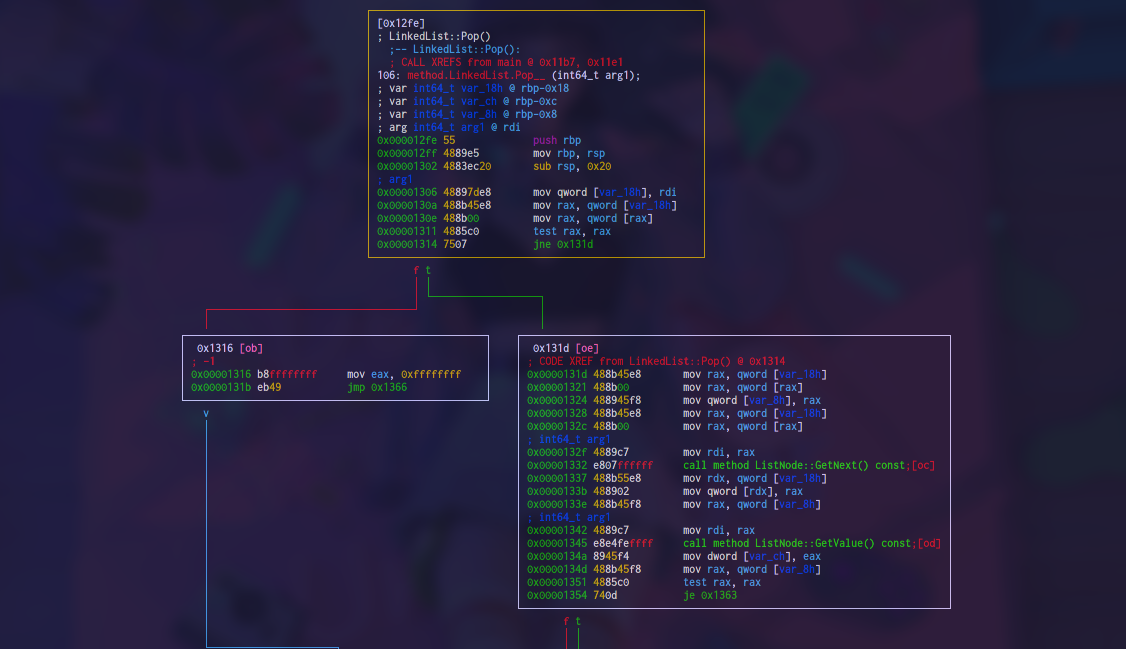 [0x12fe]
; LinkedList::Pop()
;-- LinkedList::Pop():
; CALL XREFS from main @ 0x11b7, 0x11e1
106: method.LinkedList.Pop__ (int64_t arg1);
; var int64_t var_18h @ rbp-0x18
; var int64_t var_ch @ rbp-0xc
; var int64_t var_8h @ rbp-0x8
; arg int64_t arg1 @ rdi
0x000012fe 55 push rbp
0x000012ff 4889e5 mov rbp, rsp
0x00001302 4883ec20 sub rsp, 0x20
; arg1
0x00001306 48897de8 mov qword [var_18h], rdi
0x0000130a 488b45e8 mov rax, qword [var_18h]
0x0000130e 488b00 mov rax, qword [rax]
0x00001311 4885c0 test rax, rax
0x00001314 7507 jne 0x131d
f t
0x1316 [ob]
; -1
0x00001316 b8ffffffff mov eax, 0xffffffff
0x0000131b eb49 jmp 0x1366
v
0x131d [oe]
; CODE XREF from LinkedList::Pop() @ 0x1314
0x0000131d 488b45e8 mov rax, qword [var_18h]
0x00001321 488b00 mov rax, qword [rax]
0x00001324 488945f8 mov qword [var_8h], rax
0x00001328 488b45e8 mov rax, qword [var_18h]
0x0000132c 488b00 mov rax, qword [rax]
; int64_t arg1
0x0000132f 4889c7 mov rdi, rax
0x00001332 e807ffffff call method ListNode::GetNext() const;[oc]
0x00001337 488b55e8 mov rdx, qword [var_18h]
0x0000133b 488902 mov qword [rdx], rax
0x0000133e 488b45f8 mov rax, qword [var_8h]
; int64_t arg1
0x00001342 4889c7 mov rdi, rax
0x00001345 e8e4feffff call method ListNode::GetValue() const;[od]
0x0000134a 8945f4 mov dword [var_ch], eax
0x0000134d 488b45f8 mov rax, qword [var_8h]
0x00001351 4885c0 test rax, rax
0x00001354 740d je 0x1363
f t